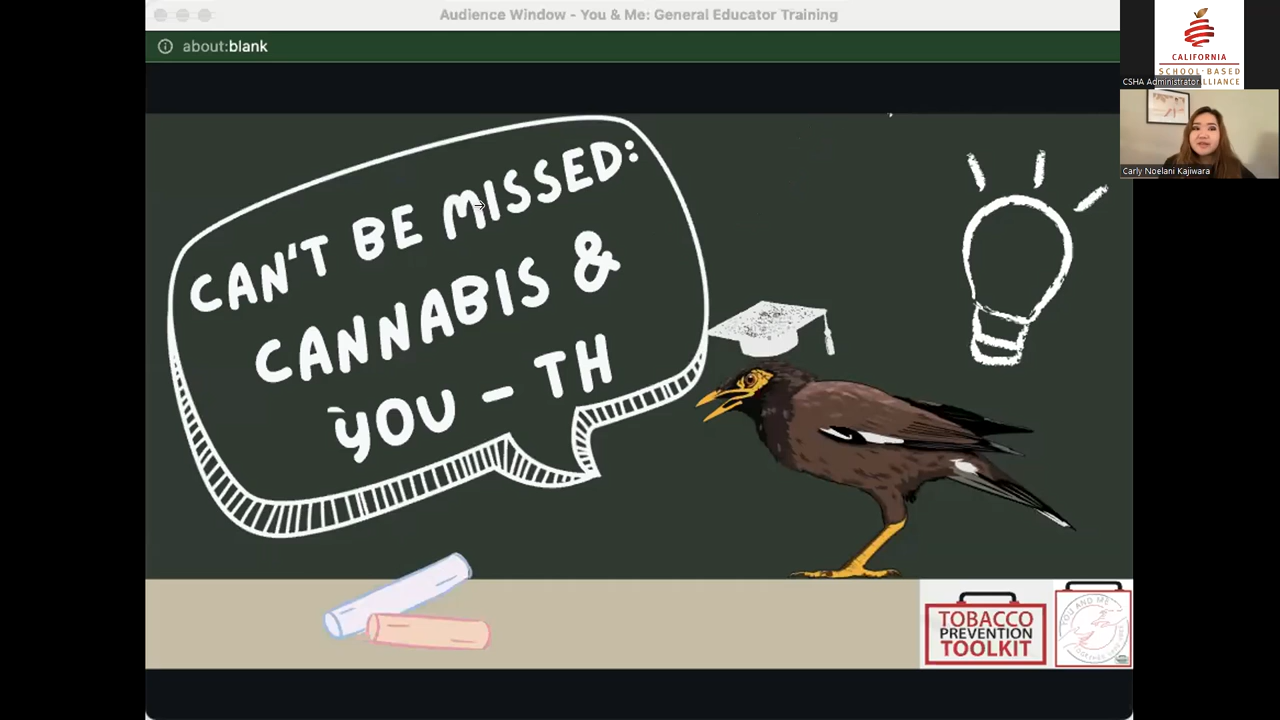 Audience Window - You & Me: General Educator Training
about:blank
CAN'T BE MISSED:
CANNABIS &
YOU - TH
TOBACCO
PREVENTION
TOOLKIT
YOU AND ME
CALIFORNIA
SCHOOL-BASED
LLIANCE
CSHA Administrator
Carly Noelani Kajiwara